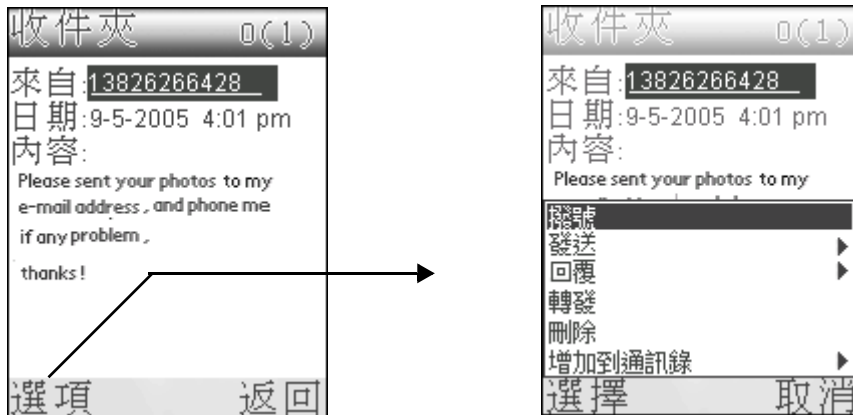 收件夾 0(1)
來自:13826266428
日期:9-5-2005 4:01 pm
內容:
Please sent your photos to my
e-mail address, and phone me
if any problem,
thanks!
選項 返回
收件夾 0(1)
來自:13826266428
日期:9-5-2005 4:01 pm
內容:
Please sent your photos to my
撥號
發送
回覆
轉發
刪除
增加到通訊錄
選擇 取消